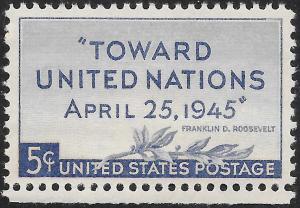 "TOWARD
UNITED NATIONS
APRIL 25, 1945"
FRANKLIN D. ROOSEVELT
5¢ UNITED STATES POSTAGE